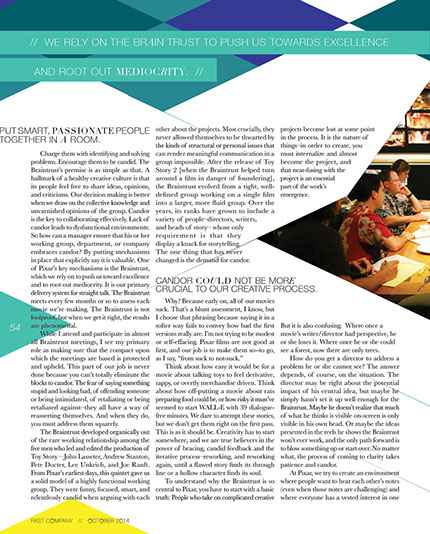 // WE RELY ON THE BRAIN TRUST TO PUSH US TOWARDS EXCELLENCE
AND ROOT OUT MEDIOCRITY. //
PUT SMART, PASSIONATE PEOPLE
TOGETHER IN A ROOM.
Charge them with identifying and solving
problems. Encourage them to be candid. The
Braintrust's premise is as simple as that. A
hallmark of a healthy creative culture is that
its people feel free to share ideas, opinions,
and criticisms. Our decision making is better
when we draw on the collective knowledge and
unvarnished opinions of the group. Candor
is the key to collaborating effectively. Lack of
candor leads to dysfunctional environments.
So how can a manager ensure that his or her
working group, department, or company
embraces candor? By putting mechanisms
in place that explicitly say it is valuable. One
of Pixar's key mechanisms is the Braintrust,
which we rely on to push us toward excellence
and to root out mediocrity. It is our primary
delivery system for straight talk. The Braintrust
meets every few months or so to assess each
movie we're making. The Braintrust is not
foolproof, but when we get it right, the results
are phenomenal.
While I attend and participate in almost
all Braintrust meetings, I see my primary
role as making sure that the compact upon
which the meetings are based is protected
and upheld. This part of our job is never
done because you can't totally eliminate the
blocks to candor. The fear of saying something
stupid and looking bad, of offending someone
or being intimidated, of retaliating or being
retaliated against-they all have a way of
reasserting themselves. And when they do,
you must address them squarely.
The Braintrust developed organically out
of the rare working relationship among the
five men who led and edited the production of
Toy Story--John Lasseter, Andrew Stanton,
Pete Docter, Lee Unkrich, and Joe Ranft.
From Pixar's earliest days, this quintet gave us
a solid model of a highly functional working
group. They were funny, focused, smart, and
relentlessly candid when arguing with each
other about the projects. Most crucially, they
never allowed themselves to be thwarted by
the kinds of structural or personal issues that
can render meaningful communication in a
group impossible. After the release of Toy
Story 2 [when the Braintrust helped turn
around a film in danger of foundering],
the Braintrust evolved from a tight, well-
defined group working on a single film
into a larger, more fluid group. Over the
years, its ranks have grown to include a
variety of people-directors, writers,
and heads of story--whose only
requirement is that they
display a knack for storytelling.
The one thing that has never
changed is the demand for candor.
projects become lost at some point
in the process. It is the nature of
things-in order to create, you
must internalize and almost
become the project, and
that near-fusing with the
project is an essential
part of the work's
emergence.
CANDOR COULD NOT BE MORE
CRUCIAL TO OUR CREATIVE PROCESS.
Why? Because early on, all of our movies
suck. That's a blunt assessment, I know, but
I choose that phrasing because saying it in a
softer way fails to convey how bad the first
versions really are. I'm not trying to be modest
or self-effacing. Pixar films are not good at
first, and our job is to make them so--to go,
as I say, "from suck to not-suck."
Think about how easy it would be for a
movie about talking toys to feel derivative,
sappy, or overtly merchandise driven. Think
about how off-putting a movie about rats
preparing food could be, or how risky it must've
seemed to start WALL-E with 39 dialogue-
free minutes. We dare to attempt these stories,
but we don't get them right on the first pass.
This is as it should be. Creativity has to start
somewhere, and we are true believers in the
power of bracing, candid feedback and the
iterative process-reworking, and reworking
again, until a flawed story finds its through
line or a hollow character finds its soul.
To understand why the Braintrust is so
central to Pixar, you have to start with a basic
truth: People who take on complicated creative
But it is also confusing. Where once a
movie's writer/director had perspective, he
or she loses it. Where once he or she could
see a forest, now there are only trees.
How do you get a director to address a
problem he or she cannot see? The answer
depends, of course, on the situation. The
director may be right about the potential
impact of his central idea, but maybe he
simply hasn't set it up well enough for the
Braintrust. Maybe he doesn't realize that much
of what he thinks is visible on-screen is only
visible in his own head. Or maybe the ideas
presented in the reels he shows the Braintrust
won't ever work, and the only path forward is
to blow something up or start over. No matter
what, the process of coming to clarity takes
patience and candor.
At Pixar, we try to create an environment
where people want to hear each other's notes
(even when those notes are challenging) and
where everyone has a vested interest in one
54
FAST COMPANY // OCTOBER 2014